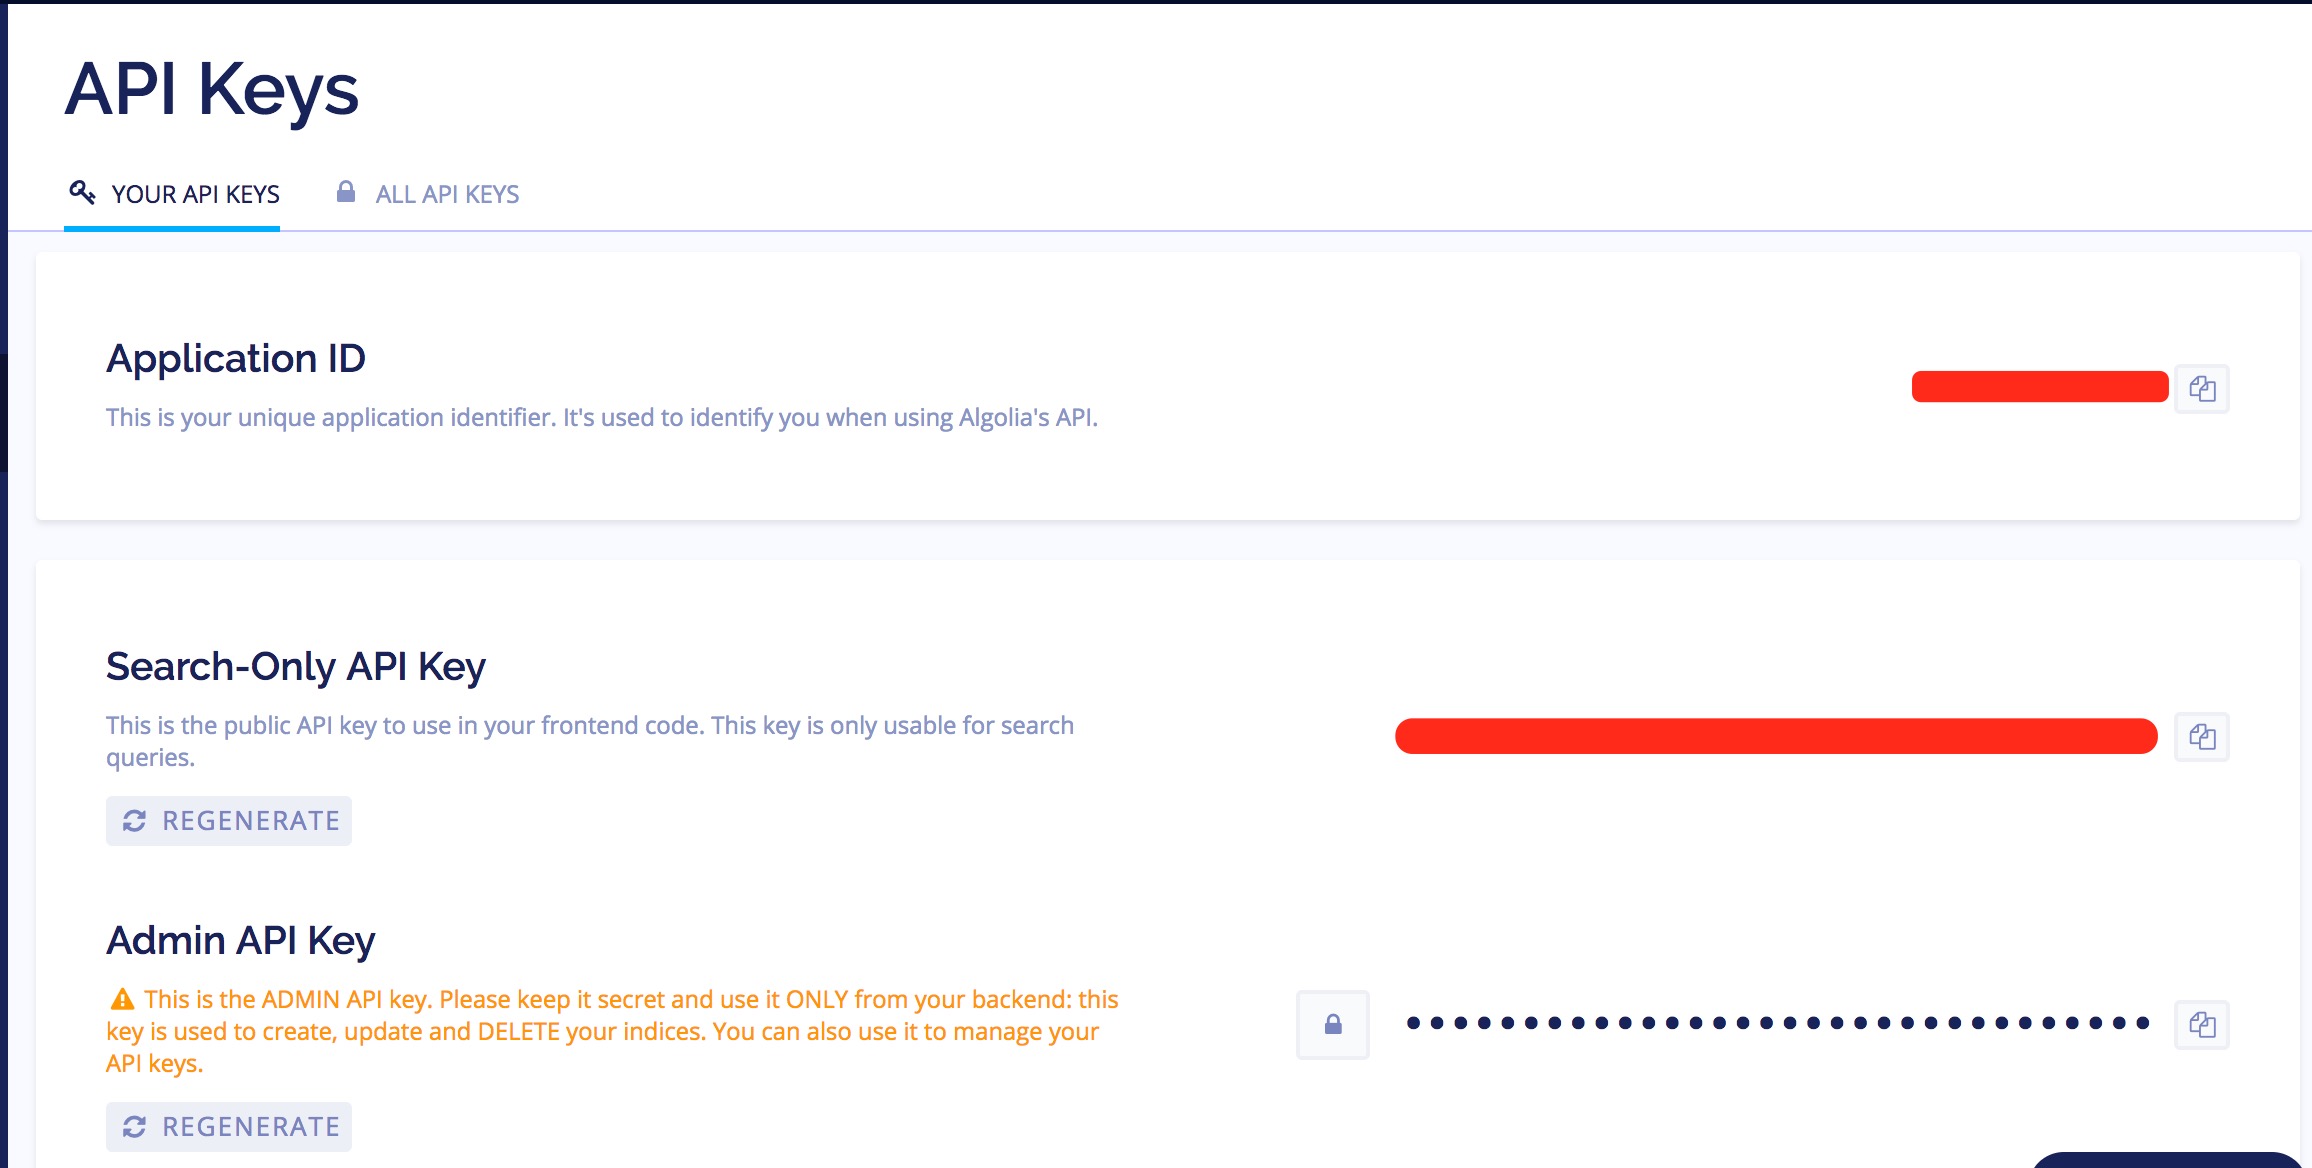 API Keys
YOUR API KEYS
ALL API KEYS
Application ID
This is your unique application identifier. It's used to identify you when using Algolia's API.
Search-Only API Key
This is the public API key to use in your frontend code. This key is only usable for search
queries.
REGENERATE
Admin API Key
This is the ADMIN API key. Please keep it secret and use it ONLY from your backend: this
key is used to create, update and DELETE your indices. You can also use it to manage your
API keys.
REGENERATE